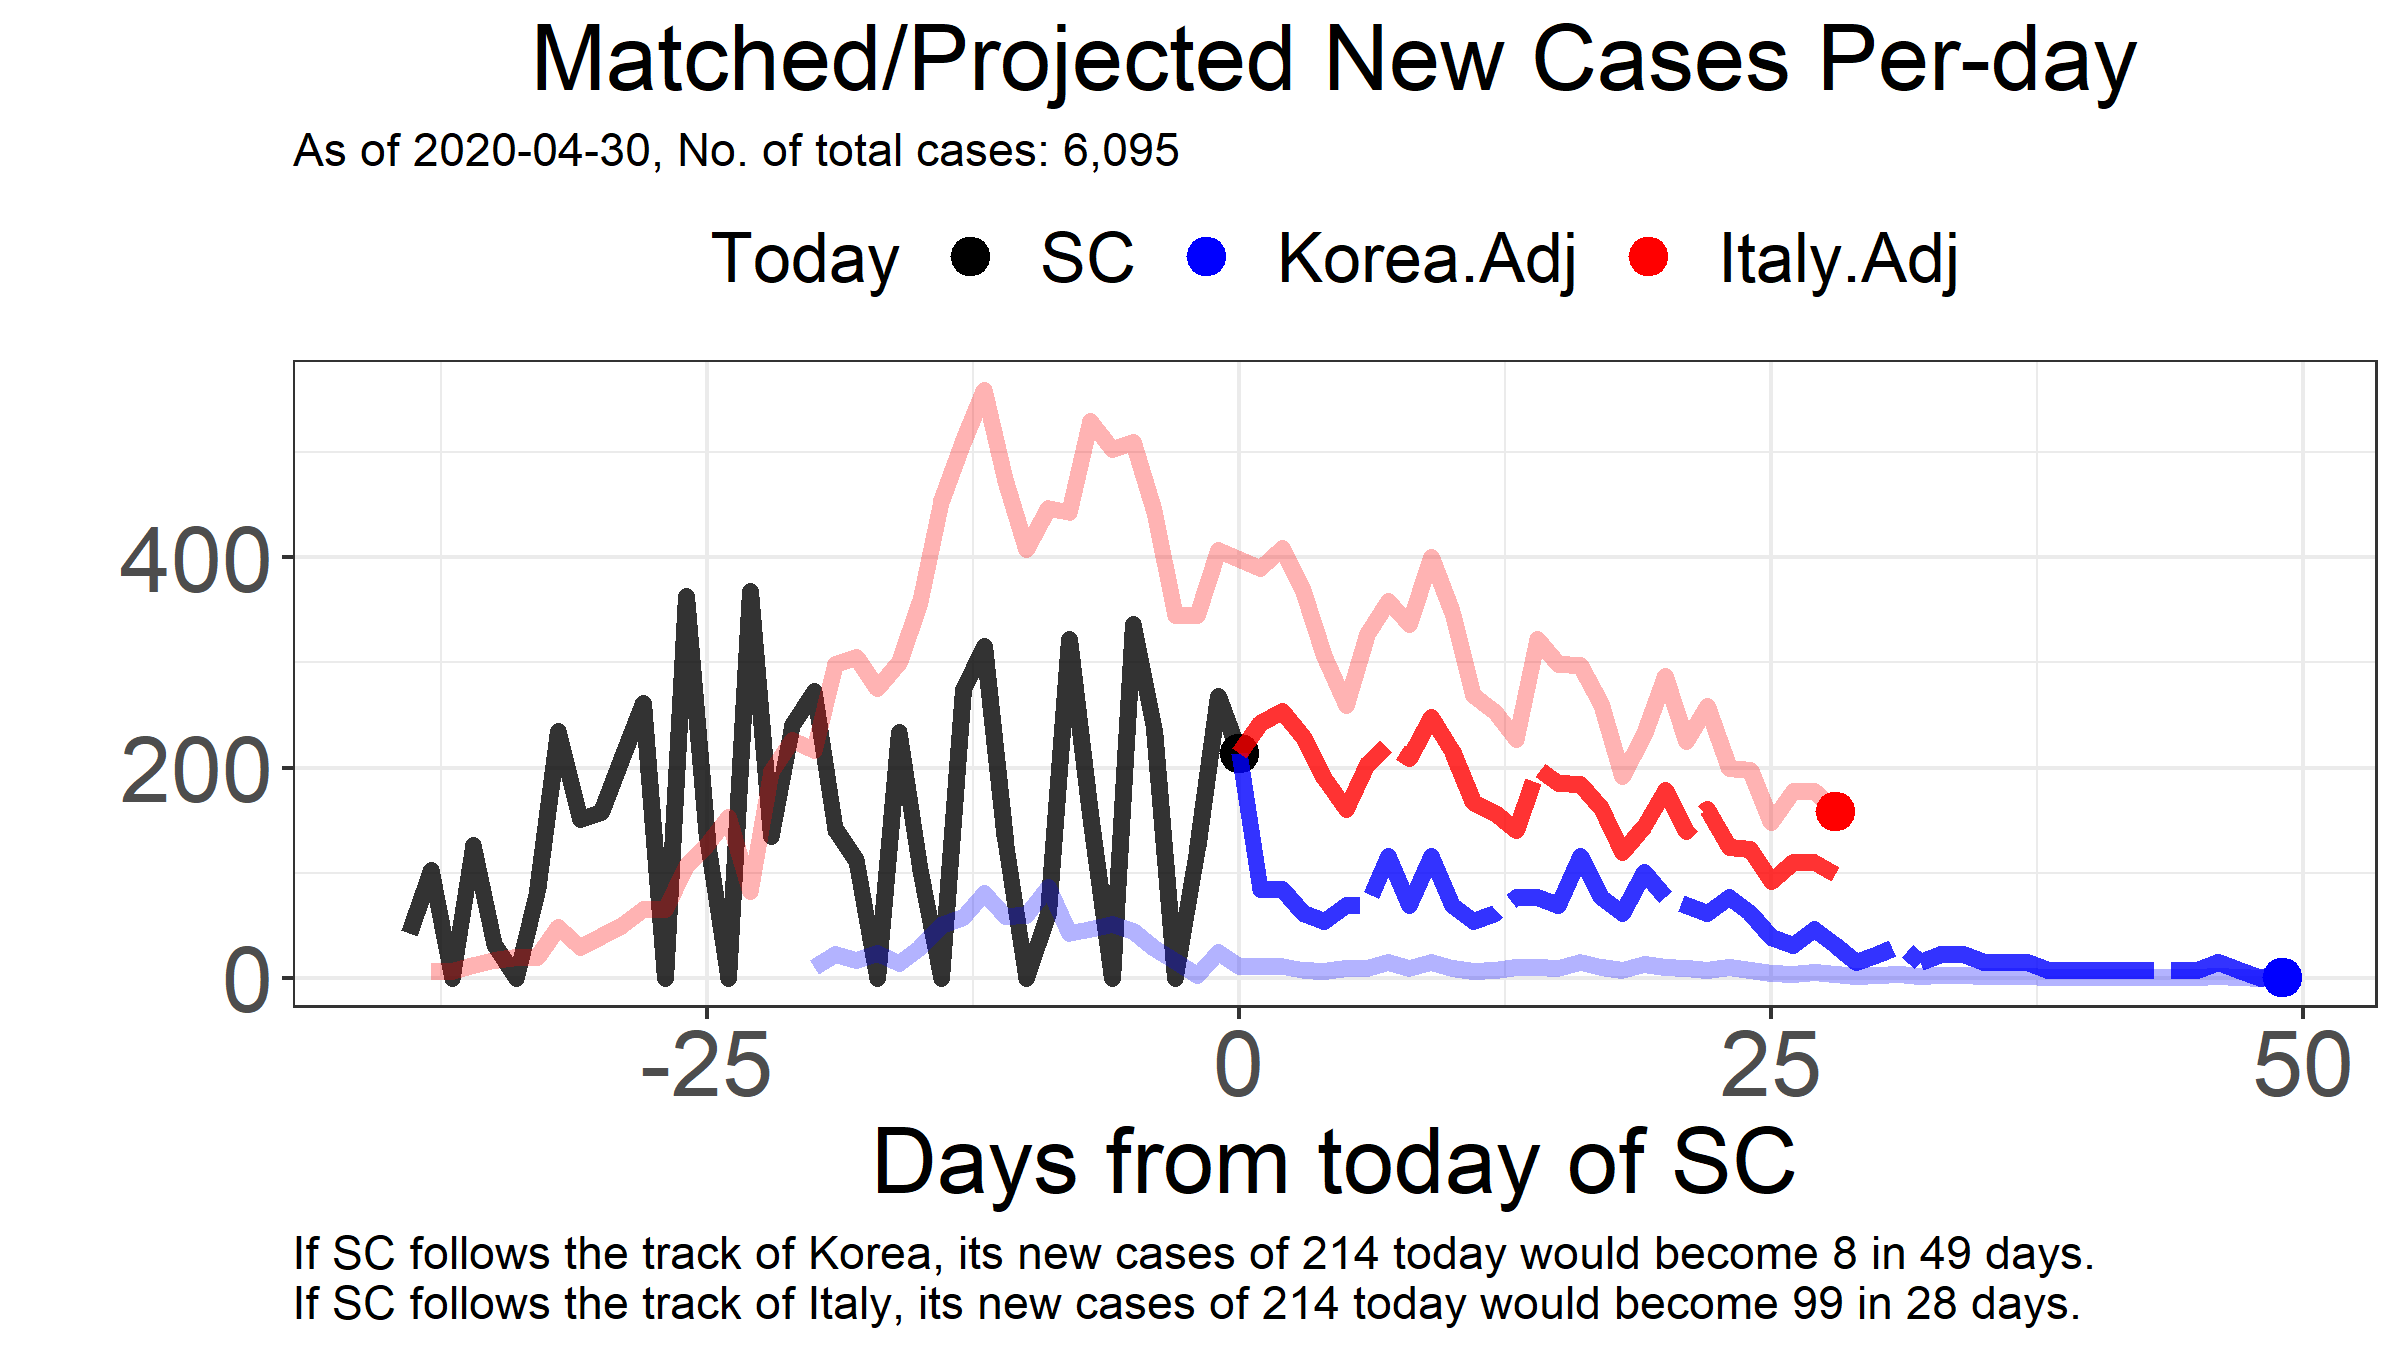 Matched/Projected New Cases Per-day
As of 2020-04-30, No. of total cases: 6,095
Today SC Korea.Adj Italy.Adj
400
200
0
-25 0 25 50
Days from today of SC
If SC follows the track of Korea, its new cases of 214 today would become 8 in 49 days.
If SC follows the track of Italy, its new cases of 214 today would become 99 in 28 days.